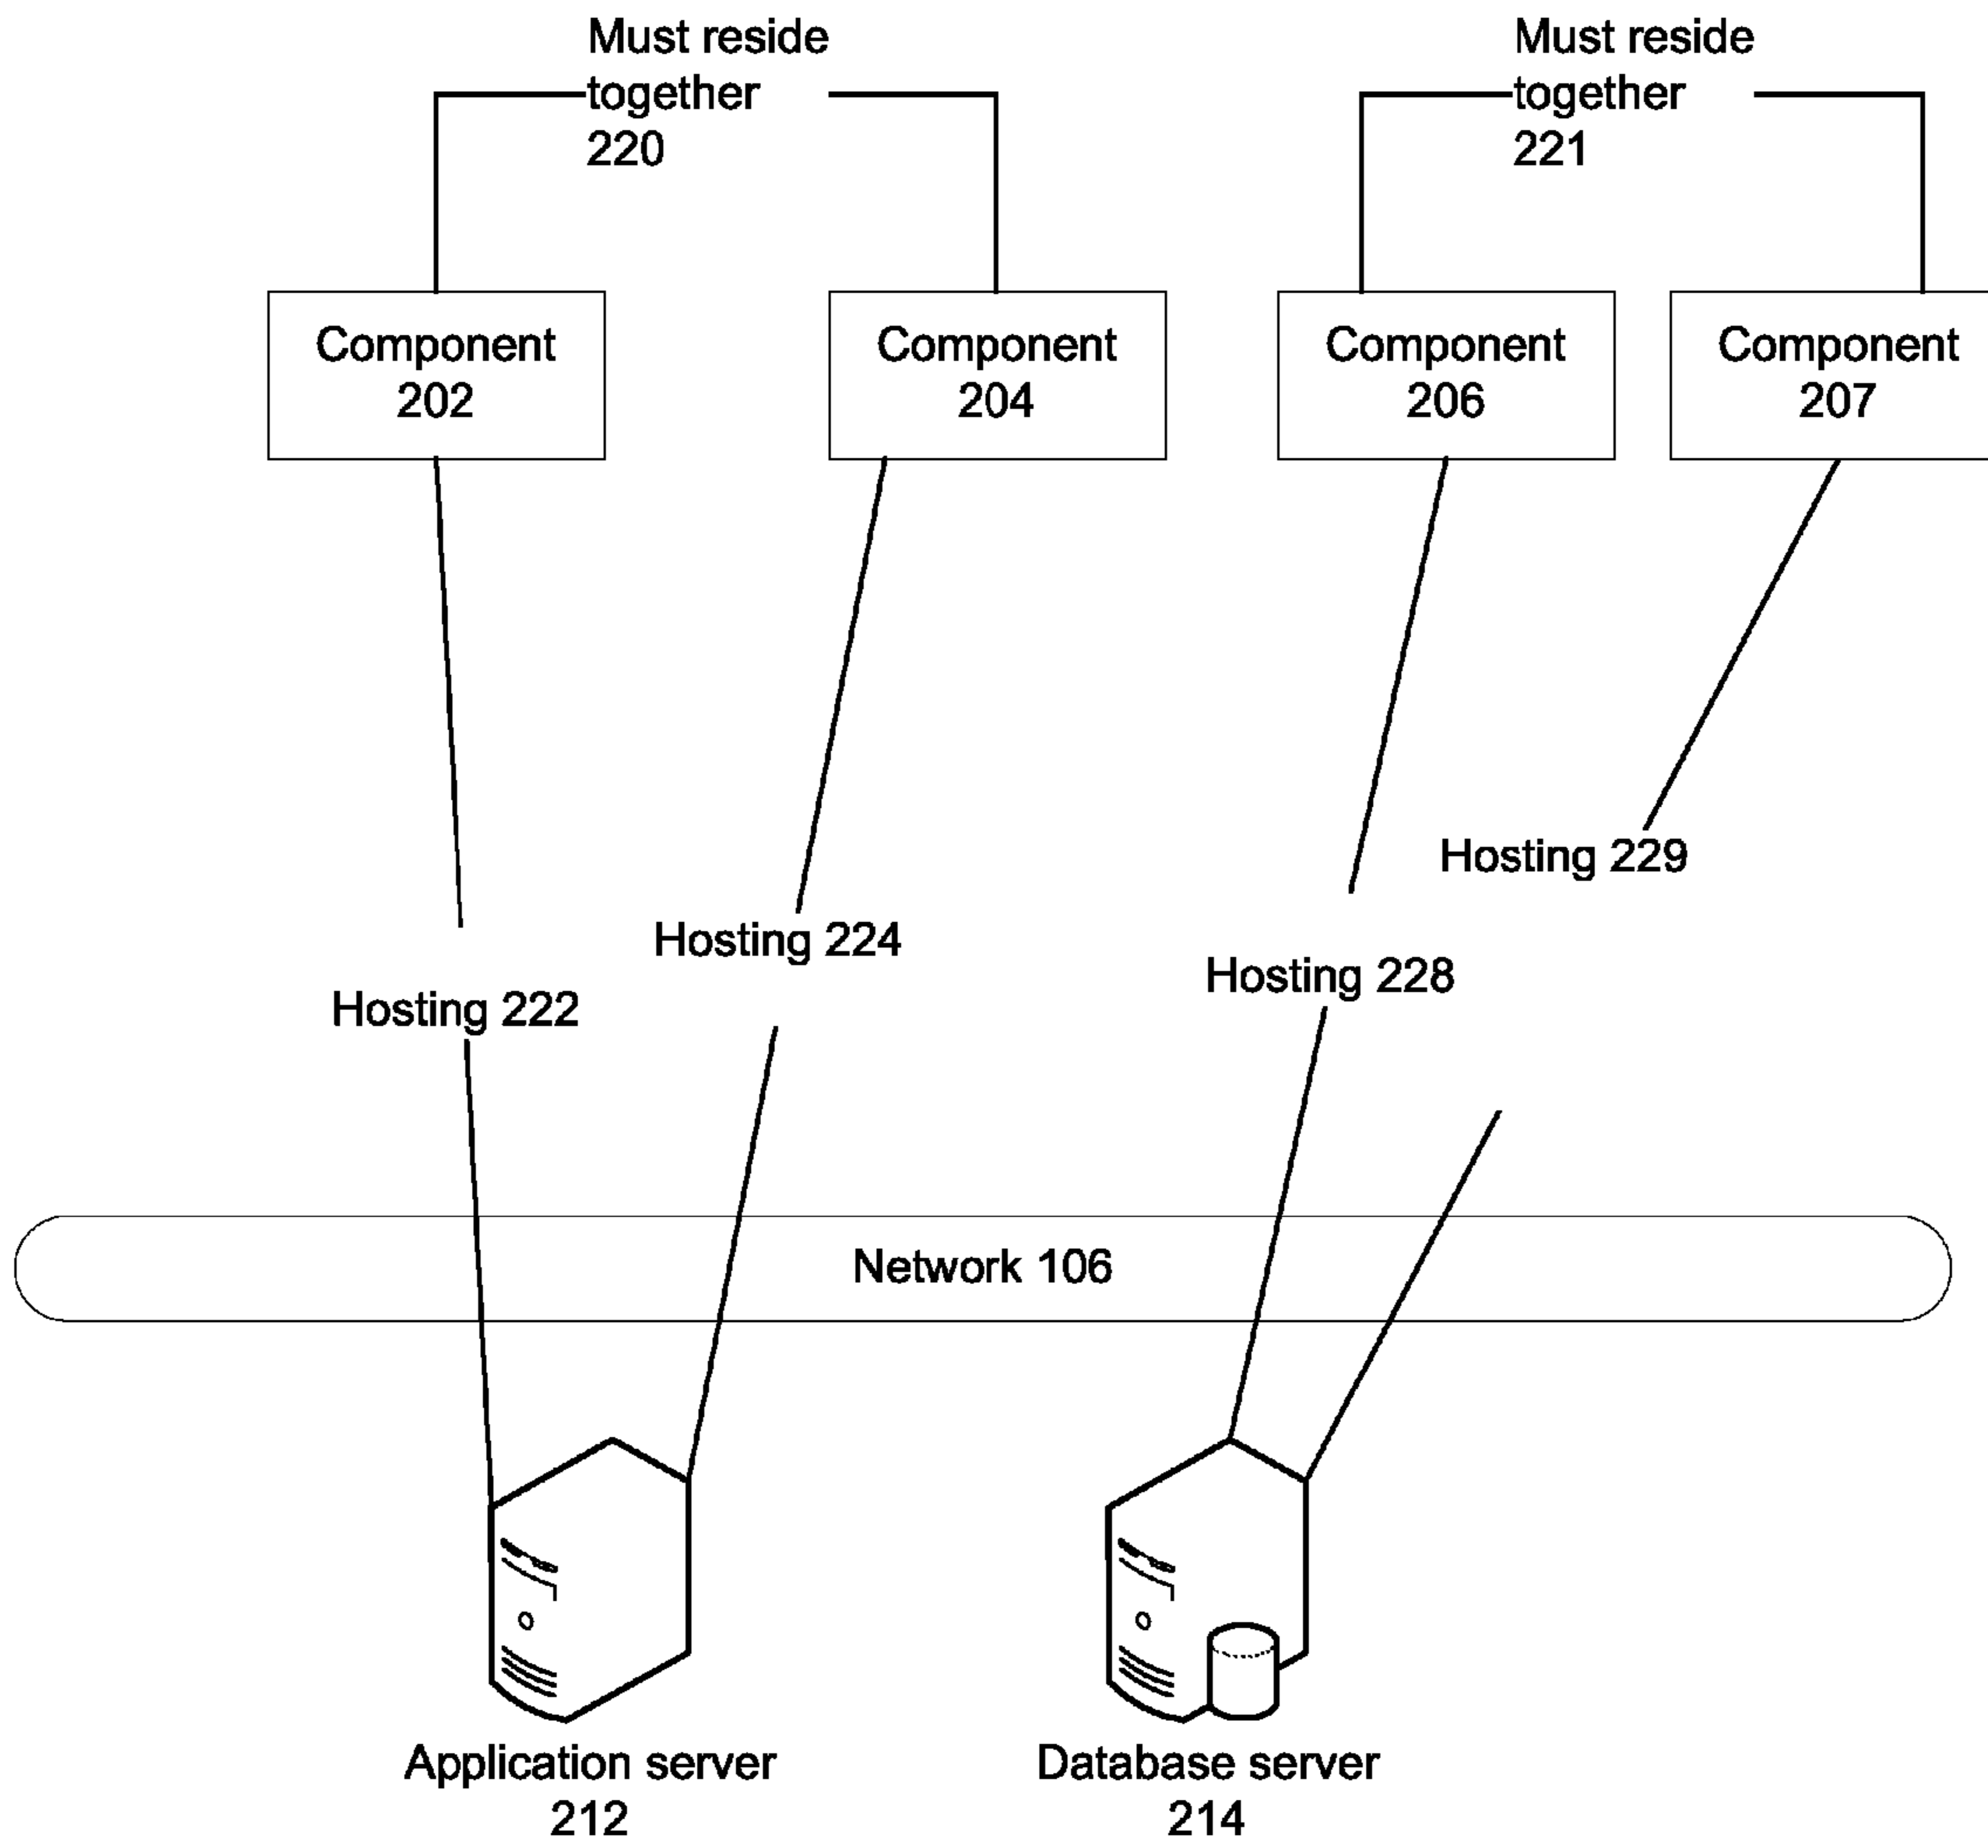 Must reside
together
220
Must reside
together
221
Component
202
Component
204
Component
206
Component
207
Hosting 229
Hosting 224
Hosting 228
Hosting 222
Network 106
Application server
212
Database server
214